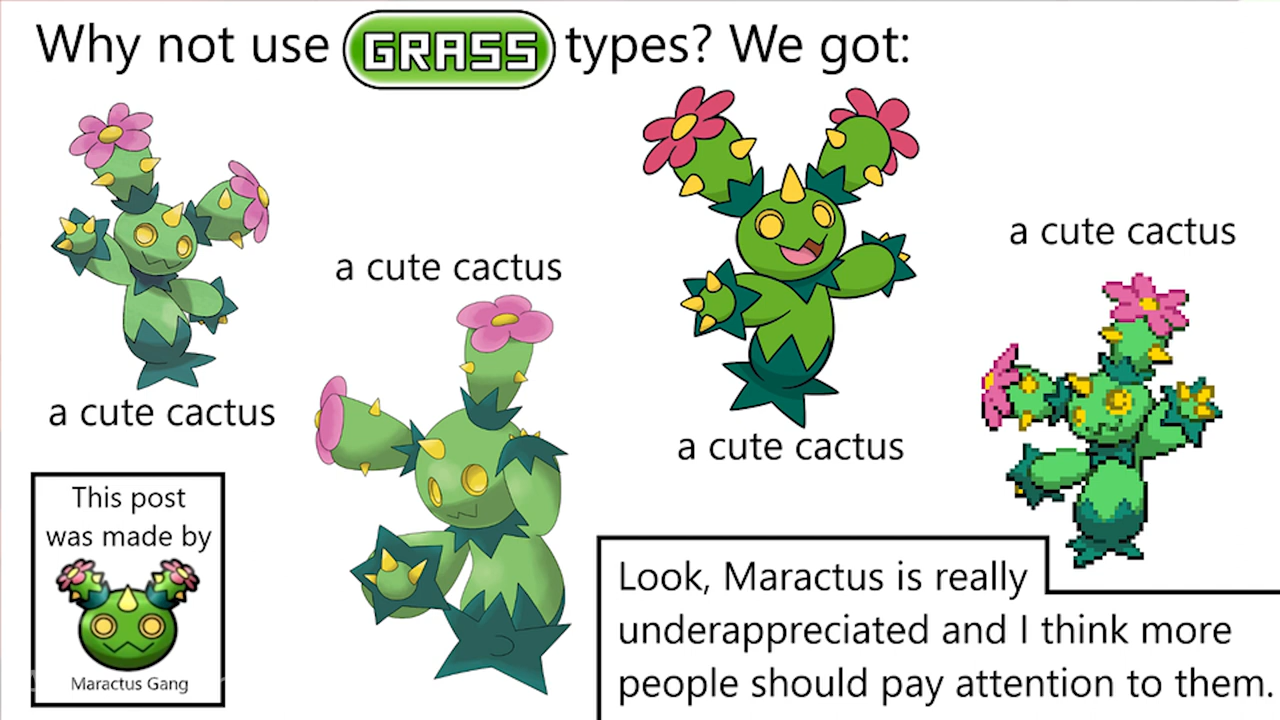 Why not use GRASS types? We got:
a cute cactus
a cute cactus
a cute cactus
a cute cactus
This post
was made by
Maractus Gang
Look, Maractus is really
underappreciated and I think more
people should pay attention to them.